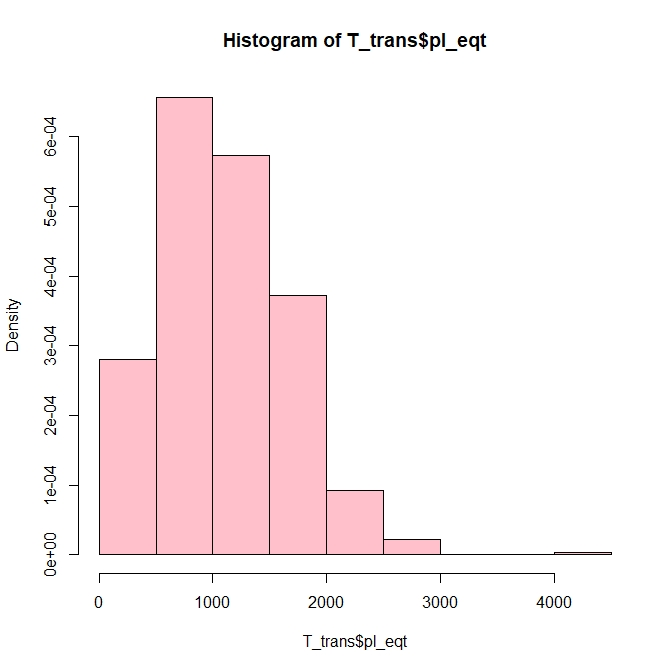 Histogram of T_trans$pl_eqt
Density
6e-04
5e-04
4e-04
3e-04
2e-04
1e-04
0e+00
0 1000 2000 3000 4000
T_trans$pl_eqt